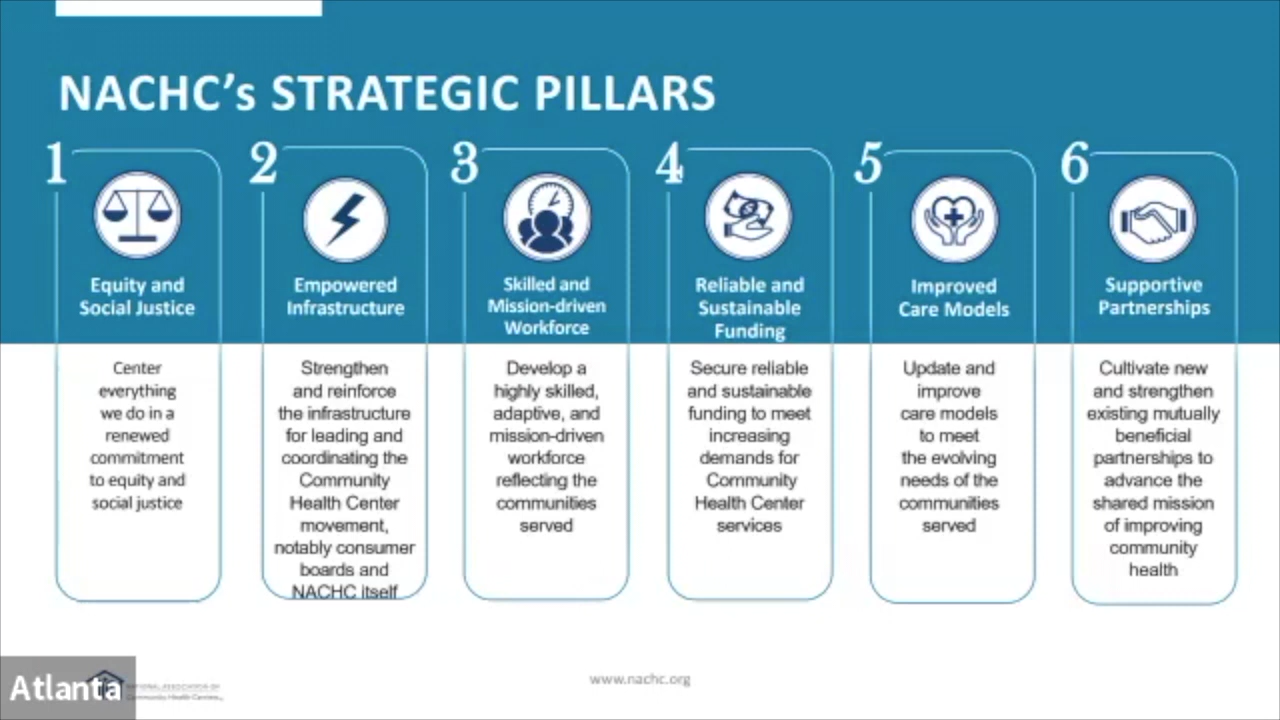 NACHC's STRATEGIC PILLARS
1
Equity and
Social Justice
Center
everything
we do in a
renewed
commitment
to equity and
social justice
2
Empowered
Infrastructure
Strengthen
and reinforce
the infrastructure
for leading and
coordinating the
Community
Health Center
movement,
notably consumer
boards and
NACHC itself
3
Skilled and
Mission-driven
Workforce
Develop a
highly skilled,
adaptive, and
mission-driven
workforce
reflecting the
communities
served
4
Reliable and
Sustainable
Funding
Secure reliable
and sustainable
funding to meet
increasing
demands for
Community
Health Center
services
5
Improved
Care Models
Update and
improve
care models
to meet
the evolving
needs of the
communities
served
6
Supportive
Partnerships
Cultivate new
and strengthen
existing mutually
beneficial
partnerships to
advance the
shared mission
of improving
community
health
Atlanta
NATIONAL ASSOCIATION OF
Community Health Centers
www.nachc.org